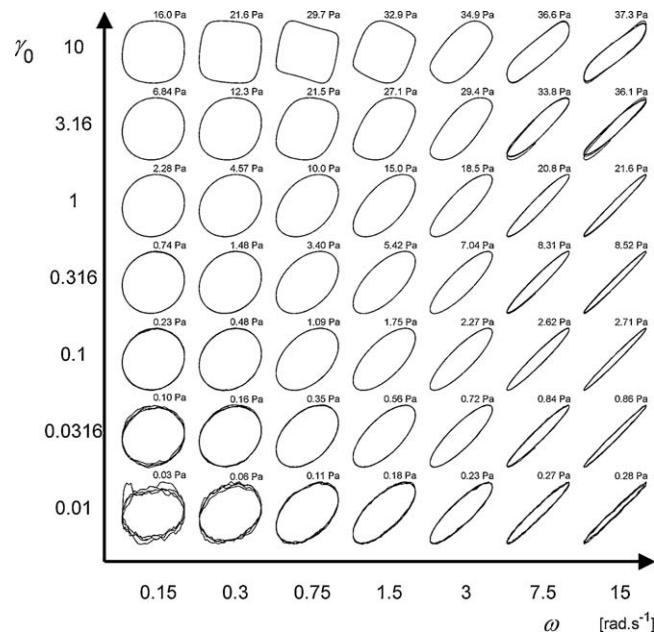 16.0 Pa 21.6 Pa 29.7 Pa 32.9 Pa 34.9 Pa 36.6 Pa 37.3 Pa
γ₀ 10
6.84 Pa 12.3 Pa 21.5 Pa 27.1 Pa 29.4 Pa 33.8 Pa 36.1 Pa
3.16
2.28 Pa 4.57 Pa 10.0 Pa 15.0 Pa 18.5 Pa 20.8 Pa 21.6 Pa
1
0.74 Pa 1.48 Pa 3.40 Pa 5.42 Pa 7.04 Pa 8.31 Pa 8.52 Pa
0.316
0.23 Pa 0.48 Pa 1.09 Pa 1.75 Pa 2.27 Pa 2.62 Pa 2.71 Pa
0.1
0.10 Pa 0.16 Pa 0.35 Pa 0.56 Pa 0.72 Pa 0.84 Pa 0.86 Pa
0.0316
0.03 Pa 0.06 Pa 0.11 Pa 0.18 Pa 0.23 Pa 0.27 Pa 0.28 Pa
0.01
0.15 0.3 0.75 1.5 3 7.5 15
ω [rad.s⁻¹]